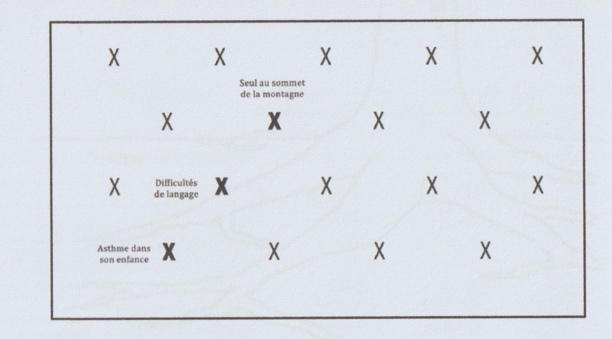 X X X X X
Seul au sommet
de la montagne
X X X X
X Difficultés
de langage X X X X
Asthme dans
son enfance X X X X